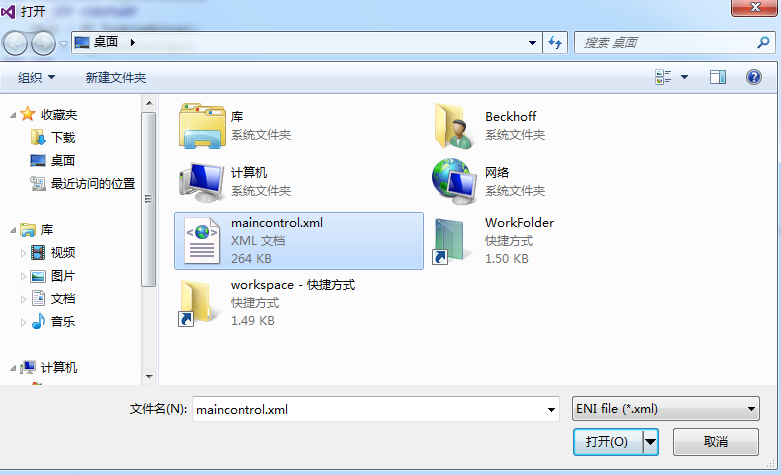 打开
桌面
搜索 桌面
组织
新建文件夹
收藏夹
下载
桌面
最近访问的位置
库
视频
图片
文档
音乐
计算机
库
系统文件夹
Beckhoff
系统文件夹
计算机
系统文件夹
网络
系统文件夹
maincontrol.xml
XML 文档
264 KB
WorkFolder
快捷方式
1.50 KB
workspace - 快捷方式
快捷方式
1.49 KB
文件名(N):
maincontrol.xml
ENI file (*.xml)
打开(O)
取消